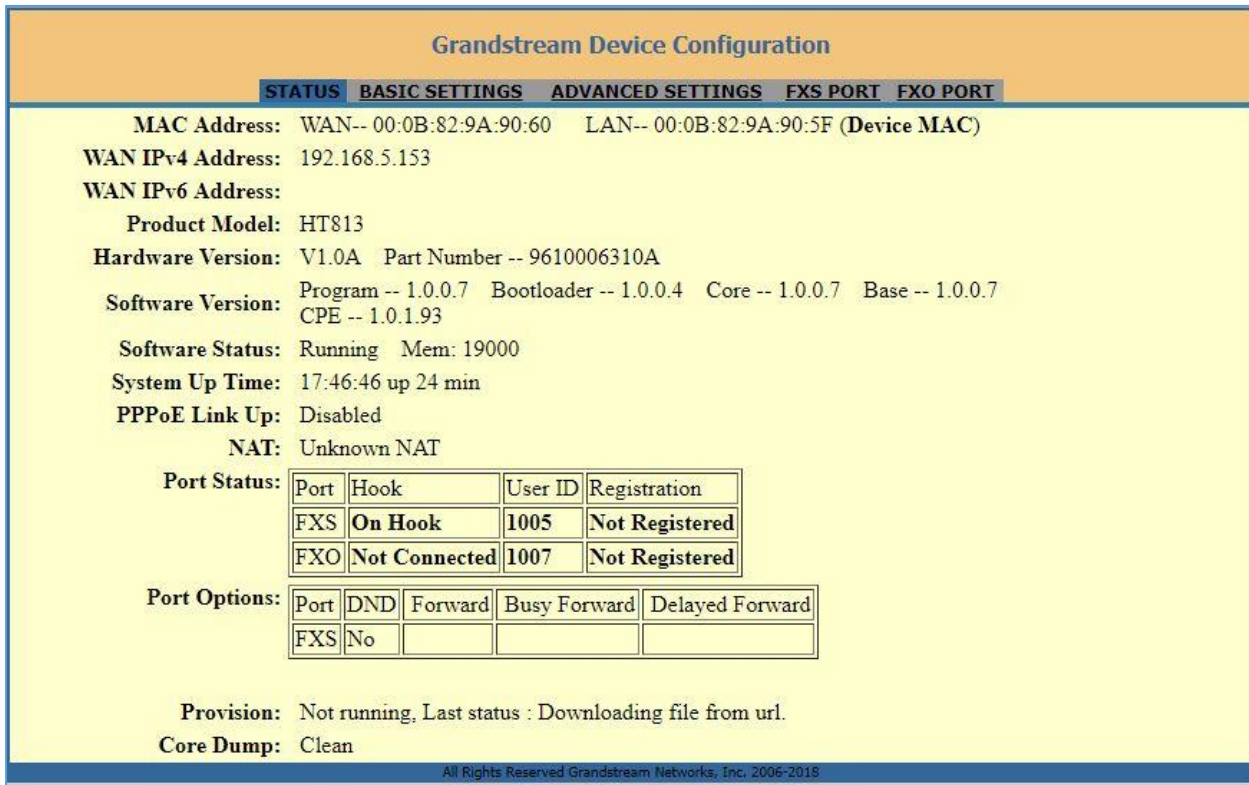 Grandstream Device Configuration
STATUS BASIC SETTINGS ADVANCED SETTINGS FXS PORT FXO PORT
MAC Address: WAN-- 00:0B:82:9A:90:60 LAN-- 00:0B:82:9A:90:5F (Device MAC)
WAN IPv4 Address: 192.168.5.153
WAN IPv6 Address:
Product Model: HT813
Hardware Version: V1.0A Part Number -- 9610006310A
Software Version: Program -- 1.0.0.7 Bootloader -- 1.0.0.4 Core -- 1.0.0.7 Base -- 1.0.0.7
CPE -- 1.0.1.93
Software Status: Running Mem: 19000
System Up Time: 17:46:46 up 24 min
PPPoE Link Up: Disabled
NAT: Unknown NAT
Port Status: Port Hook User ID Registration
FXS On Hook 1005 Not Registered
FXO Not Connected 1007 Not Registered
Port Options: Port DND Forward Busy Forward Delayed Forward
FXS No
Provision: Not running, Last status : Downloading file from url.
Core Dump: Clean
All Rights Reserved Grandstream Networks, Inc. 2006-2018